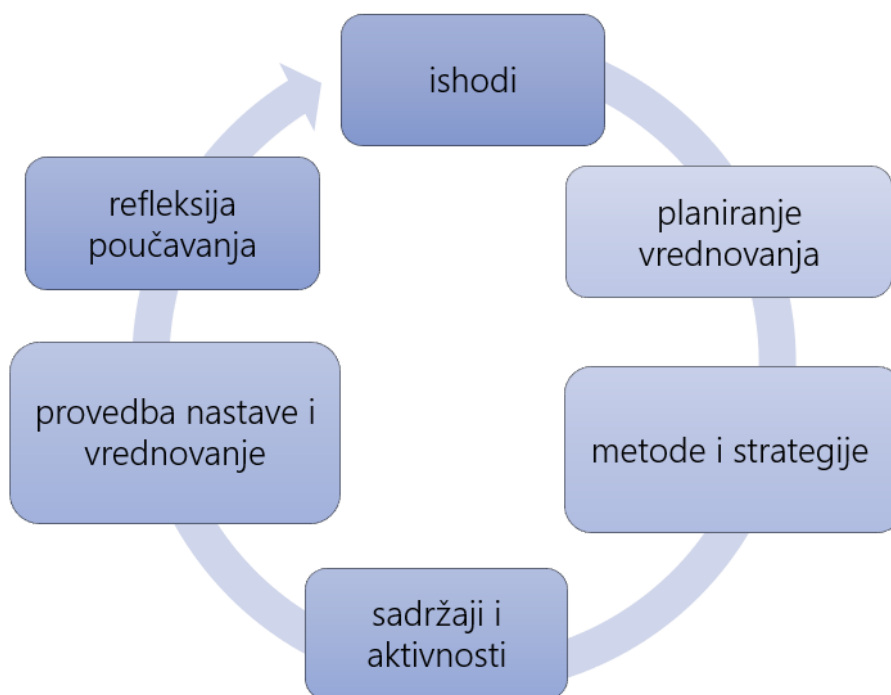 ishodi
planiranje
vrednovanja
metode i strategije
sadržaji i
aktivnosti
provedba nastave i
vrednovanje
refleksija
poučavanja